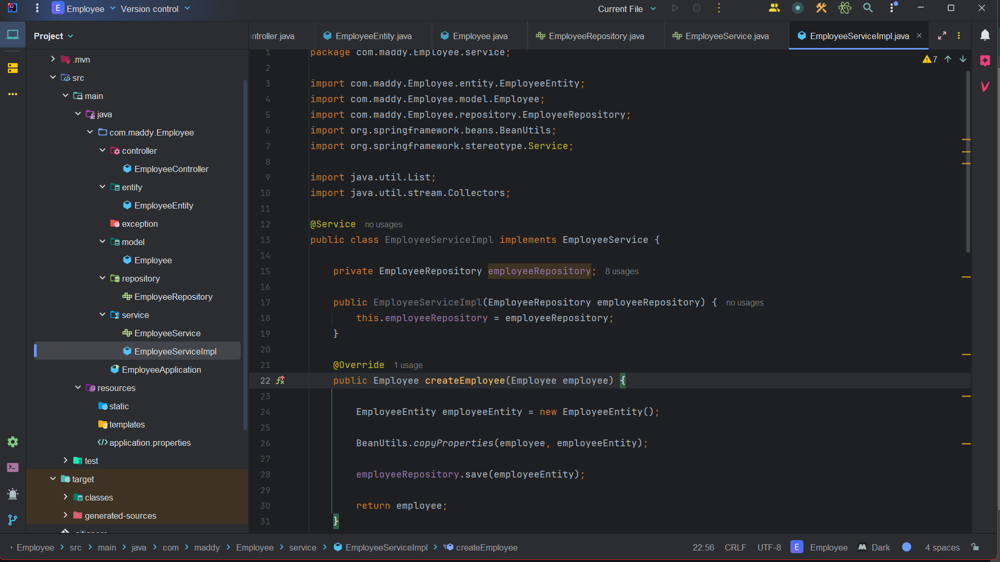 E Employee Version control Current File
Project
ntroller.java EmployeeEntity.java Employee.java EmployeeRepository.java EmployeeService.java EmployeeServiceImpl.java
7
.mvn
src
main
java
com.maddy.Employee
controller
EmployeeController
entity
EmployeeEntity
exception
model
Employee
repository
EmployeeRepository
service
EmployeeService
EmployeeServiceImpl
EmployeeApplication
resources
static
templates
application.properties
test
target
classes
generated-sources
.gitignore
1 package com.maddy.Employee.service;
2
3 import com.maddy.Employee.entity.EmployeeEntity;
4 import com.maddy.Employee.model.Employee;
5 import com.maddy.Employee.repository.EmployeeRepository;
6 import org.springframework.beans.BeanUtils;
7 import org.springframework.stereotype.Service;
8
9 import java.util.List;
10 import java.util.stream.Collectors;
11
12 @Service no usages
13 public class EmployeeServiceImpl implements EmployeeService {
14
15 private EmployeeRepository employeeRepository; 8 usages
16
17 public EmployeeServiceImpl(EmployeeRepository employeeRepository) { no usages
18 this.employeeRepository = employeeRepository;
19 }
20
21 @Override 1 usage
22 public Employee createEmployee(Employee employee) {
23
24 EmployeeEntity employeeEntity = new EmployeeEntity();
25
26 BeanUtils.copyProperties(employee, employeeEntity);
27
28 employeeRepository.save(employeeEntity);
29
30 return employee;
31 }
Employee > src > main > java > com > maddy > Employee > service > EmployeeServiceImpl > createEmployee 22:56 CRLF UTF-8 E Employee Dark 4 spaces